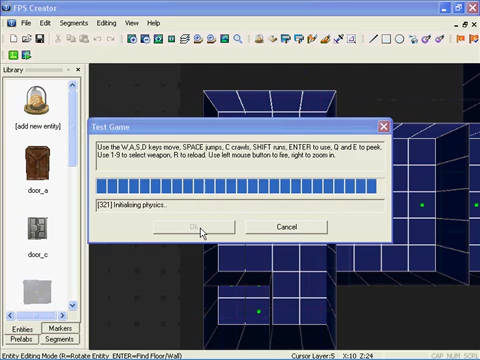 FPS Creator
File Edit Segments Editing View Window Help
Library
Test Game
Use the W,A,S,D keys move, SPACE jumps, C crawls, SHIFT runs, ENTER to use, Q and E to peek.
Use 1-9 to select weapon, R to reload. Use left mouse button to fire, right to zoom in.
[321] Initialising physics..
Cancel
[add new entity]
door_a
door_c
Entities Markers
Prefabs Segments
Entity Editing Mode (R=Rotate Entity ENTER=Find Floor/Wall) Cursor Layer:5 X:10 Z:24 CAP NUM SCRL